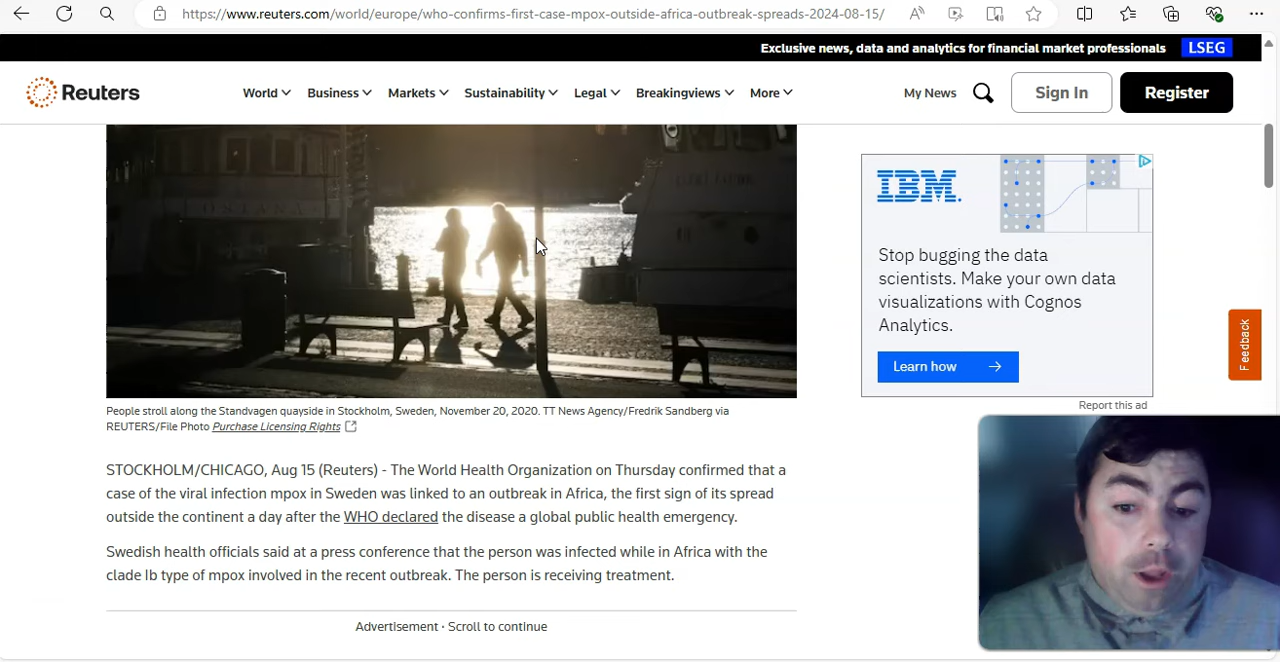 https://www.reuters.com/world/europe/who-confirms-first-case-mpox-outside-africa-outbreak-spreads-2024-08-15/
Exclusive news, data and analytics for financial market professionals LSEG
Reuters World Business Markets Sustainability Legal Breakingviews More My News Sign In Register
IBM.
Stop bugging the data
scientists. Make your own data
visualizations with Cognos
Analytics.
Learn how
Report this ad
Feedback
People stroll along the Standvagen quayside in Stockholm, Sweden, November 20, 2020. TT News Agency/Fredrik Sandberg via
REUTERS/File Photo Purchase Licensing Rights
STOCKHOLM/CHICAGO, Aug 15 (Reuters) - The World Health Organization on Thursday confirmed that a
case of the viral infection mpox in Sweden was linked to an outbreak in Africa, the first sign of its spread
outside the continent a day after the WHO declared the disease a global public health emergency.
Swedish health officials said at a press conference that the person was infected while in Africa with the
clade Ib type of mpox involved in the recent outbreak. The person is receiving treatment.
Advertisement · Scroll to continue